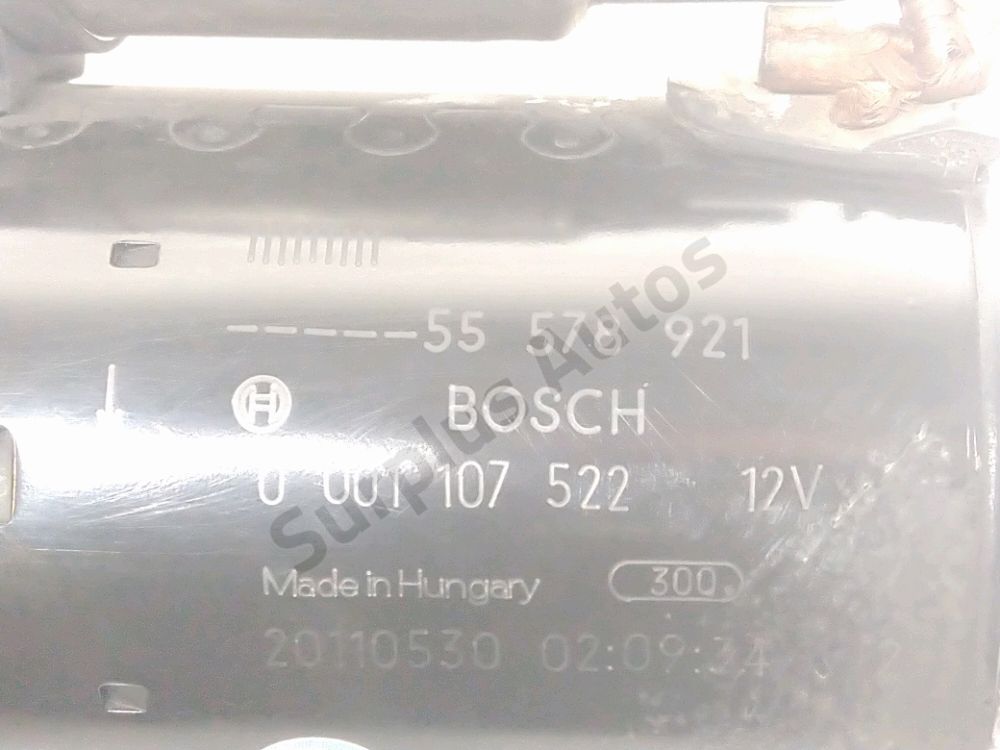 -----55 578 921
BOSCH
0 001 107 522 12V
Made in Hungary 300
20110530 02:09:34
Surplus Autos